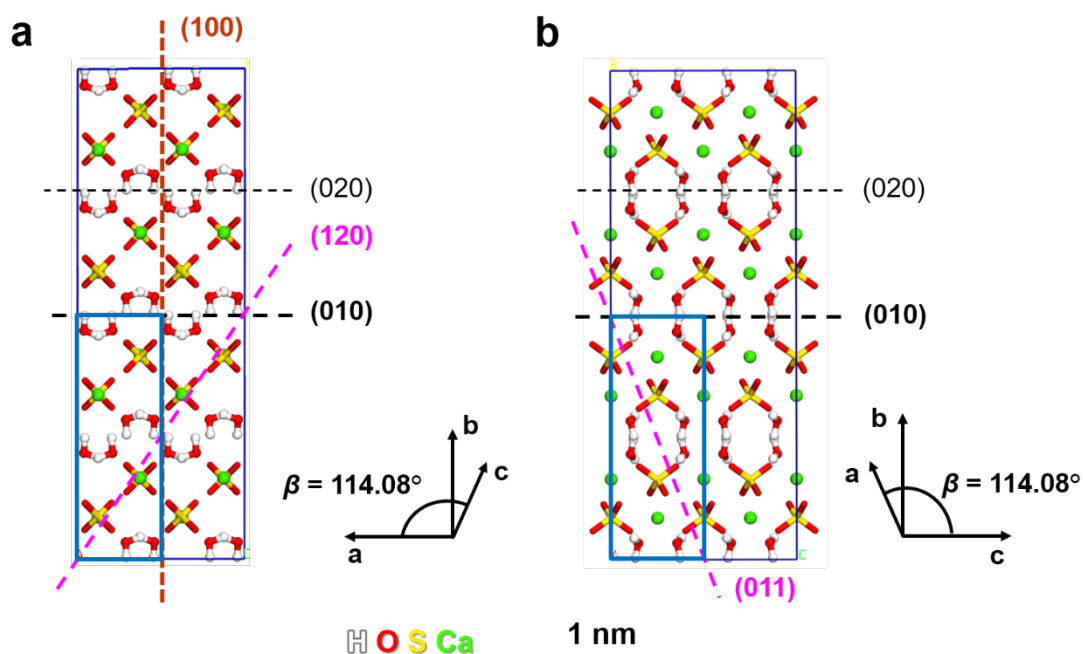 a
(100)
(020)
(120)
(010)
b
c
β = 114.08°
a
b
B
(020)
(010)
b
a
β = 114.08°
c
C
(011)
H O S Ca
1 nm